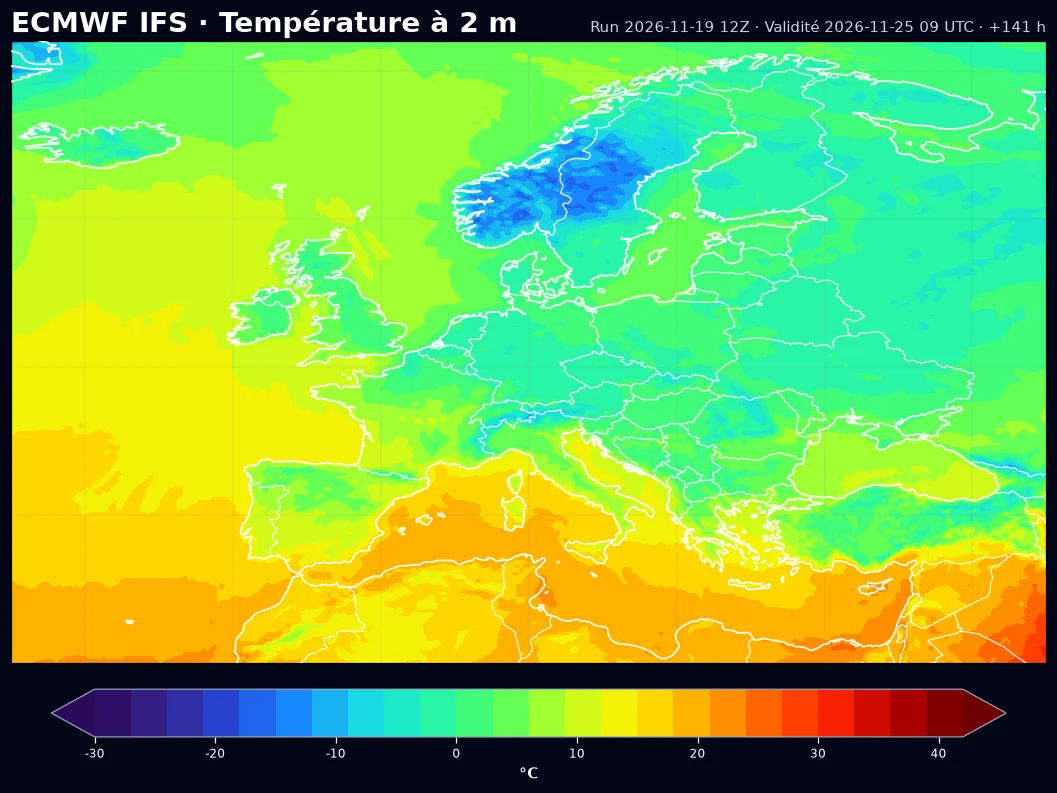 ECMWF IFS · Température à 2 m
Run 2026-11-19 12Z · Validité 2026-11-25 09 UTC · +141 h
-30 -20 -10 0 10 20 30 40
°C